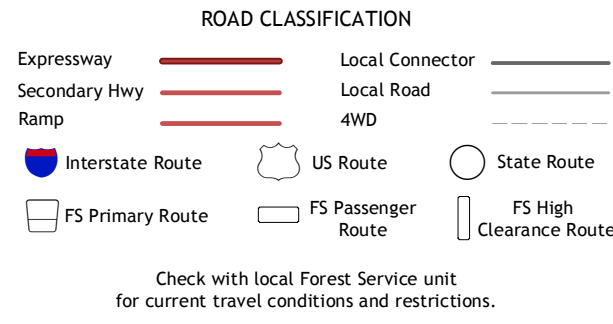 ROAD CLASSIFICATION
Expressway
Local Connector
Secondary Hwy
Local Road
Ramp
4WD
Interstate Route
US Route
State Route
FS Primary Route
FS Passenger
Route
FS High
Clearance Route
Check with local Forest Service unit
for current travel conditions and restrictions.